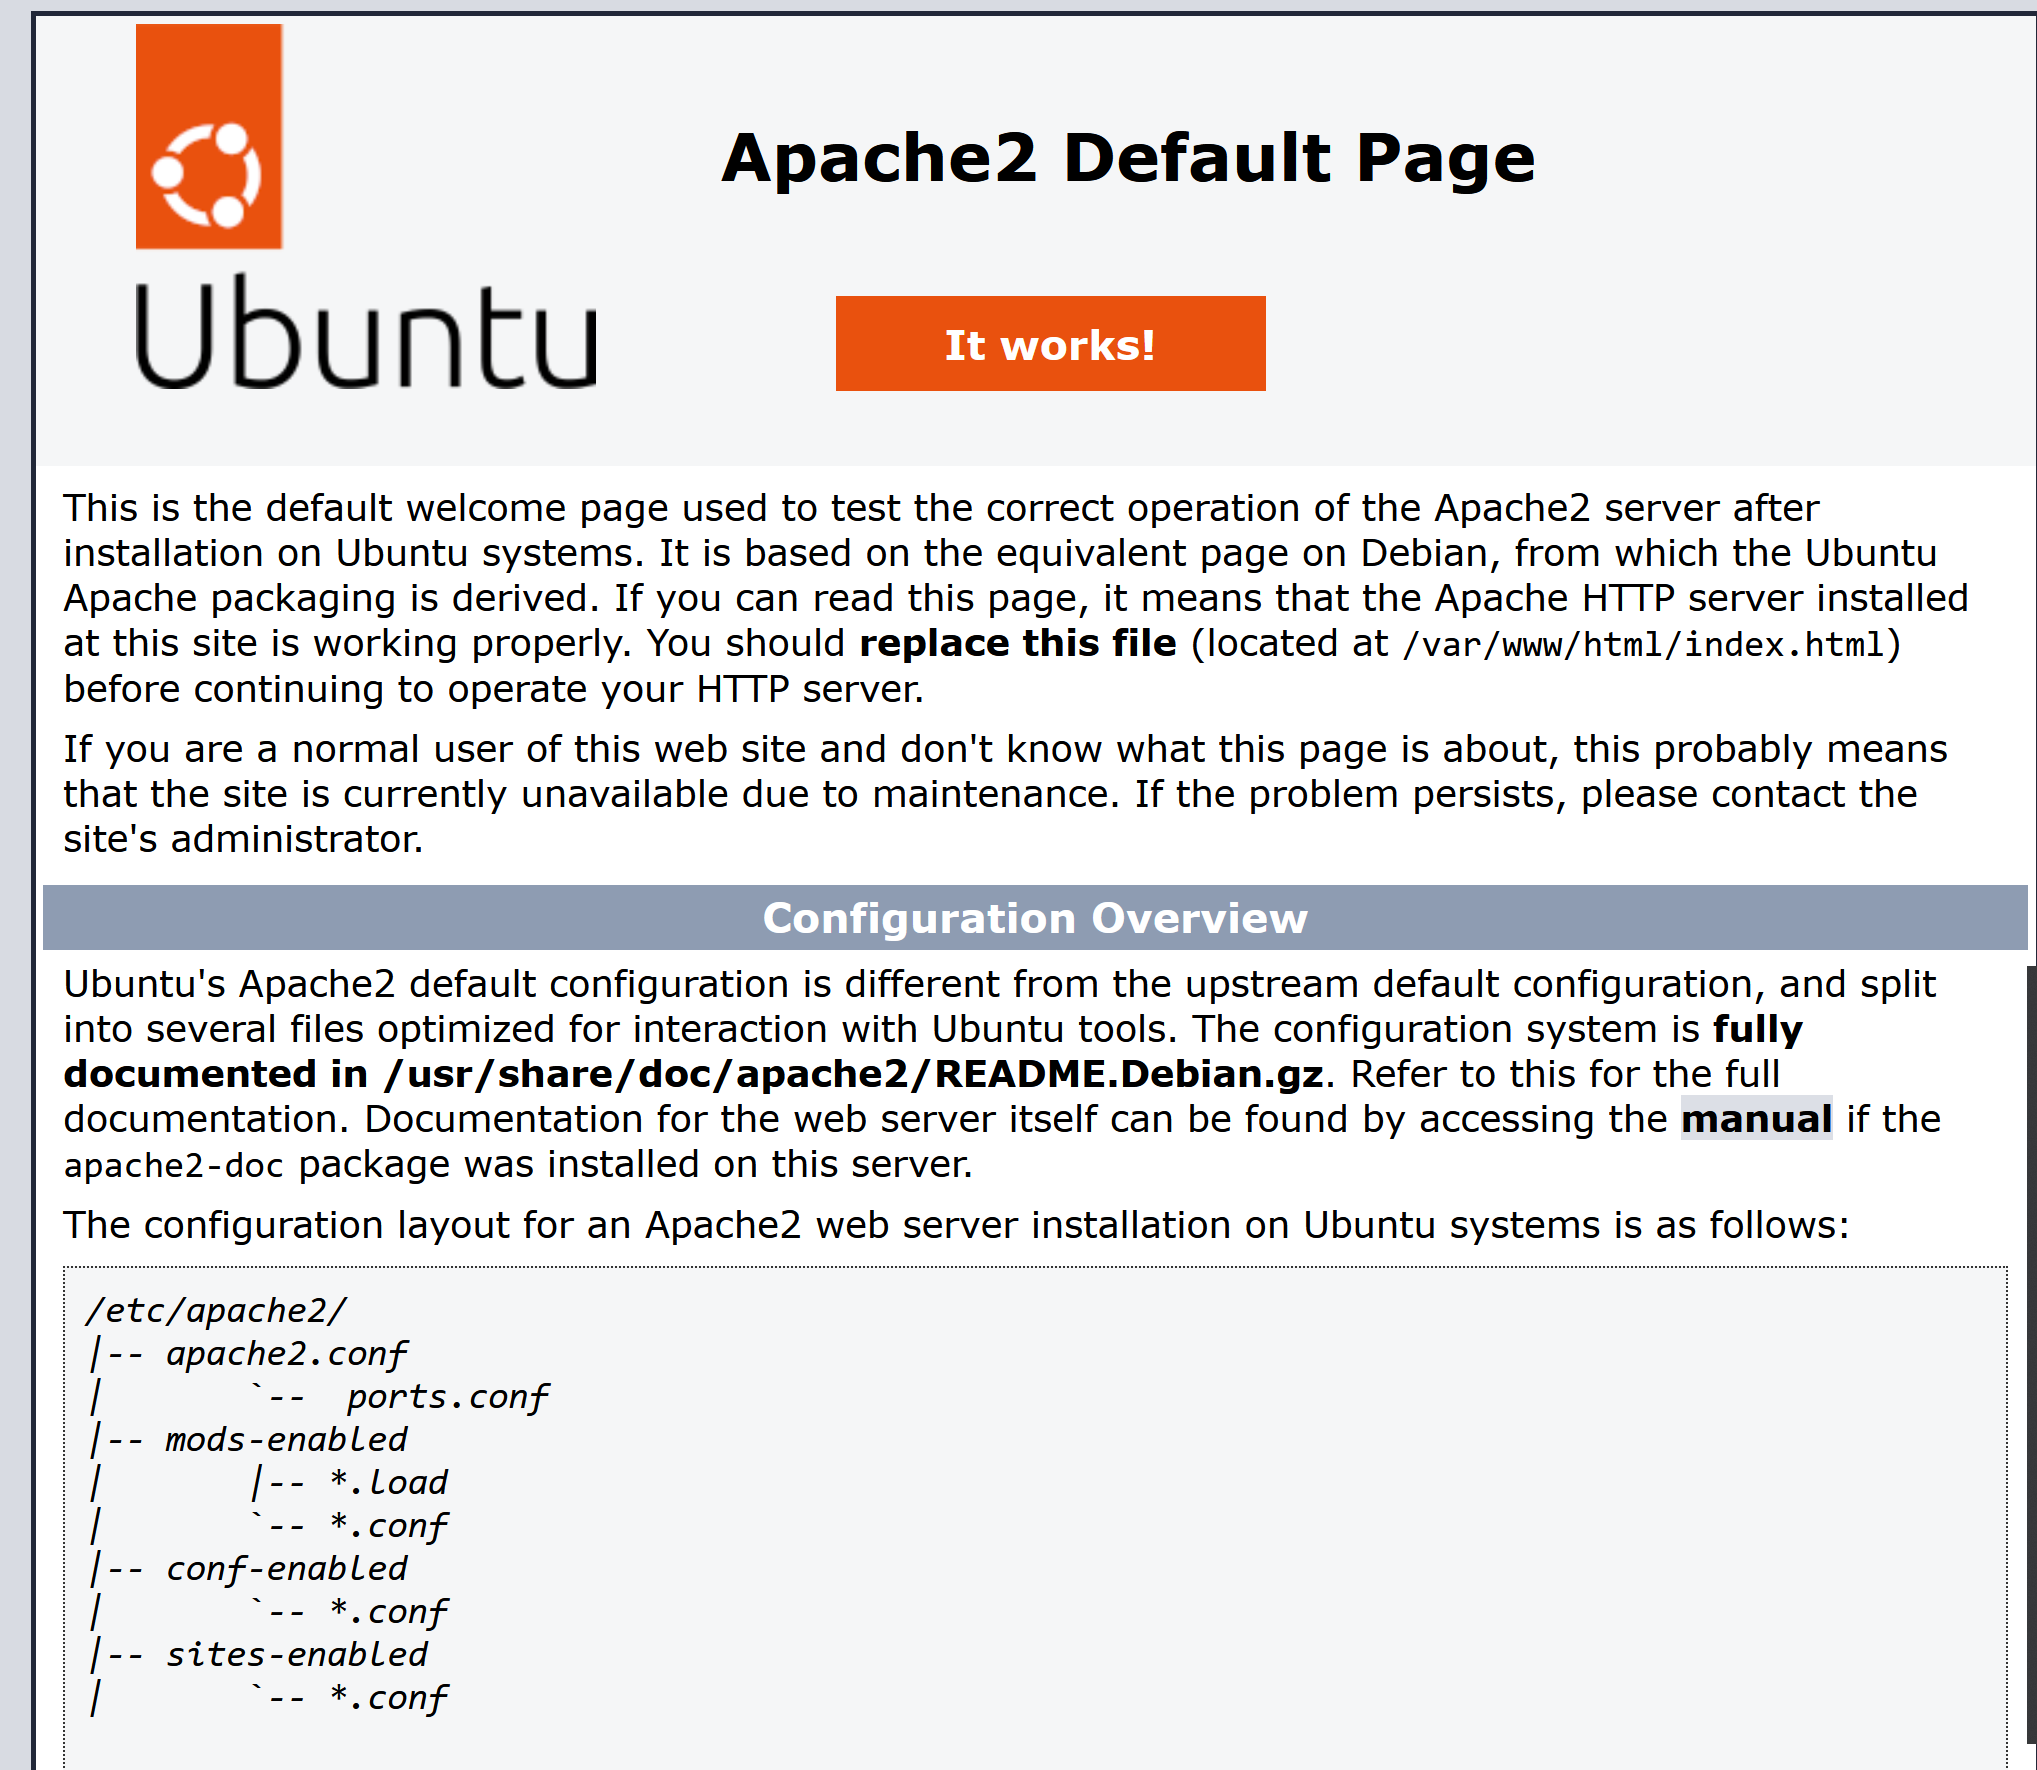 Ubuntu
Apache2 Default Page
It works!
This is the default welcome page used to test the correct operation of the Apache2 server after
installation on Ubuntu systems. It is based on the equivalent page on Debian, from which the Ubuntu
Apache packaging is derived. If you can read this page, it means that the Apache HTTP server installed
at this site is working properly. You should replace this file (located at /var/www/html/index.html)
before continuing to operate your HTTP server.
If you are a normal user of this web site and don't know what this page is about, this probably means
that the site is currently unavailable due to maintenance. If the problem persists, please contact the
site's administrator.
Configuration Overview
Ubuntu's Apache2 default configuration is different from the upstream default configuration, and split
into several files optimized for interaction with Ubuntu tools. The configuration system is fully
documented in /usr/share/doc/apache2/README.Debian.gz. Refer to this for the full
documentation. Documentation for the web server itself can be found by accessing the manual if the
apache2-doc package was installed on this server.
The configuration layout for an Apache2 web server installation on Ubuntu systems is as follows:
/etc/apache2/
|-- apache2.conf
|       `--  ports.conf
|-- mods-enabled
|       |-- *.load
|       `-- *.conf
|-- conf-enabled
|       `-- *.conf
|-- sites-enabled
|       `-- *.conf